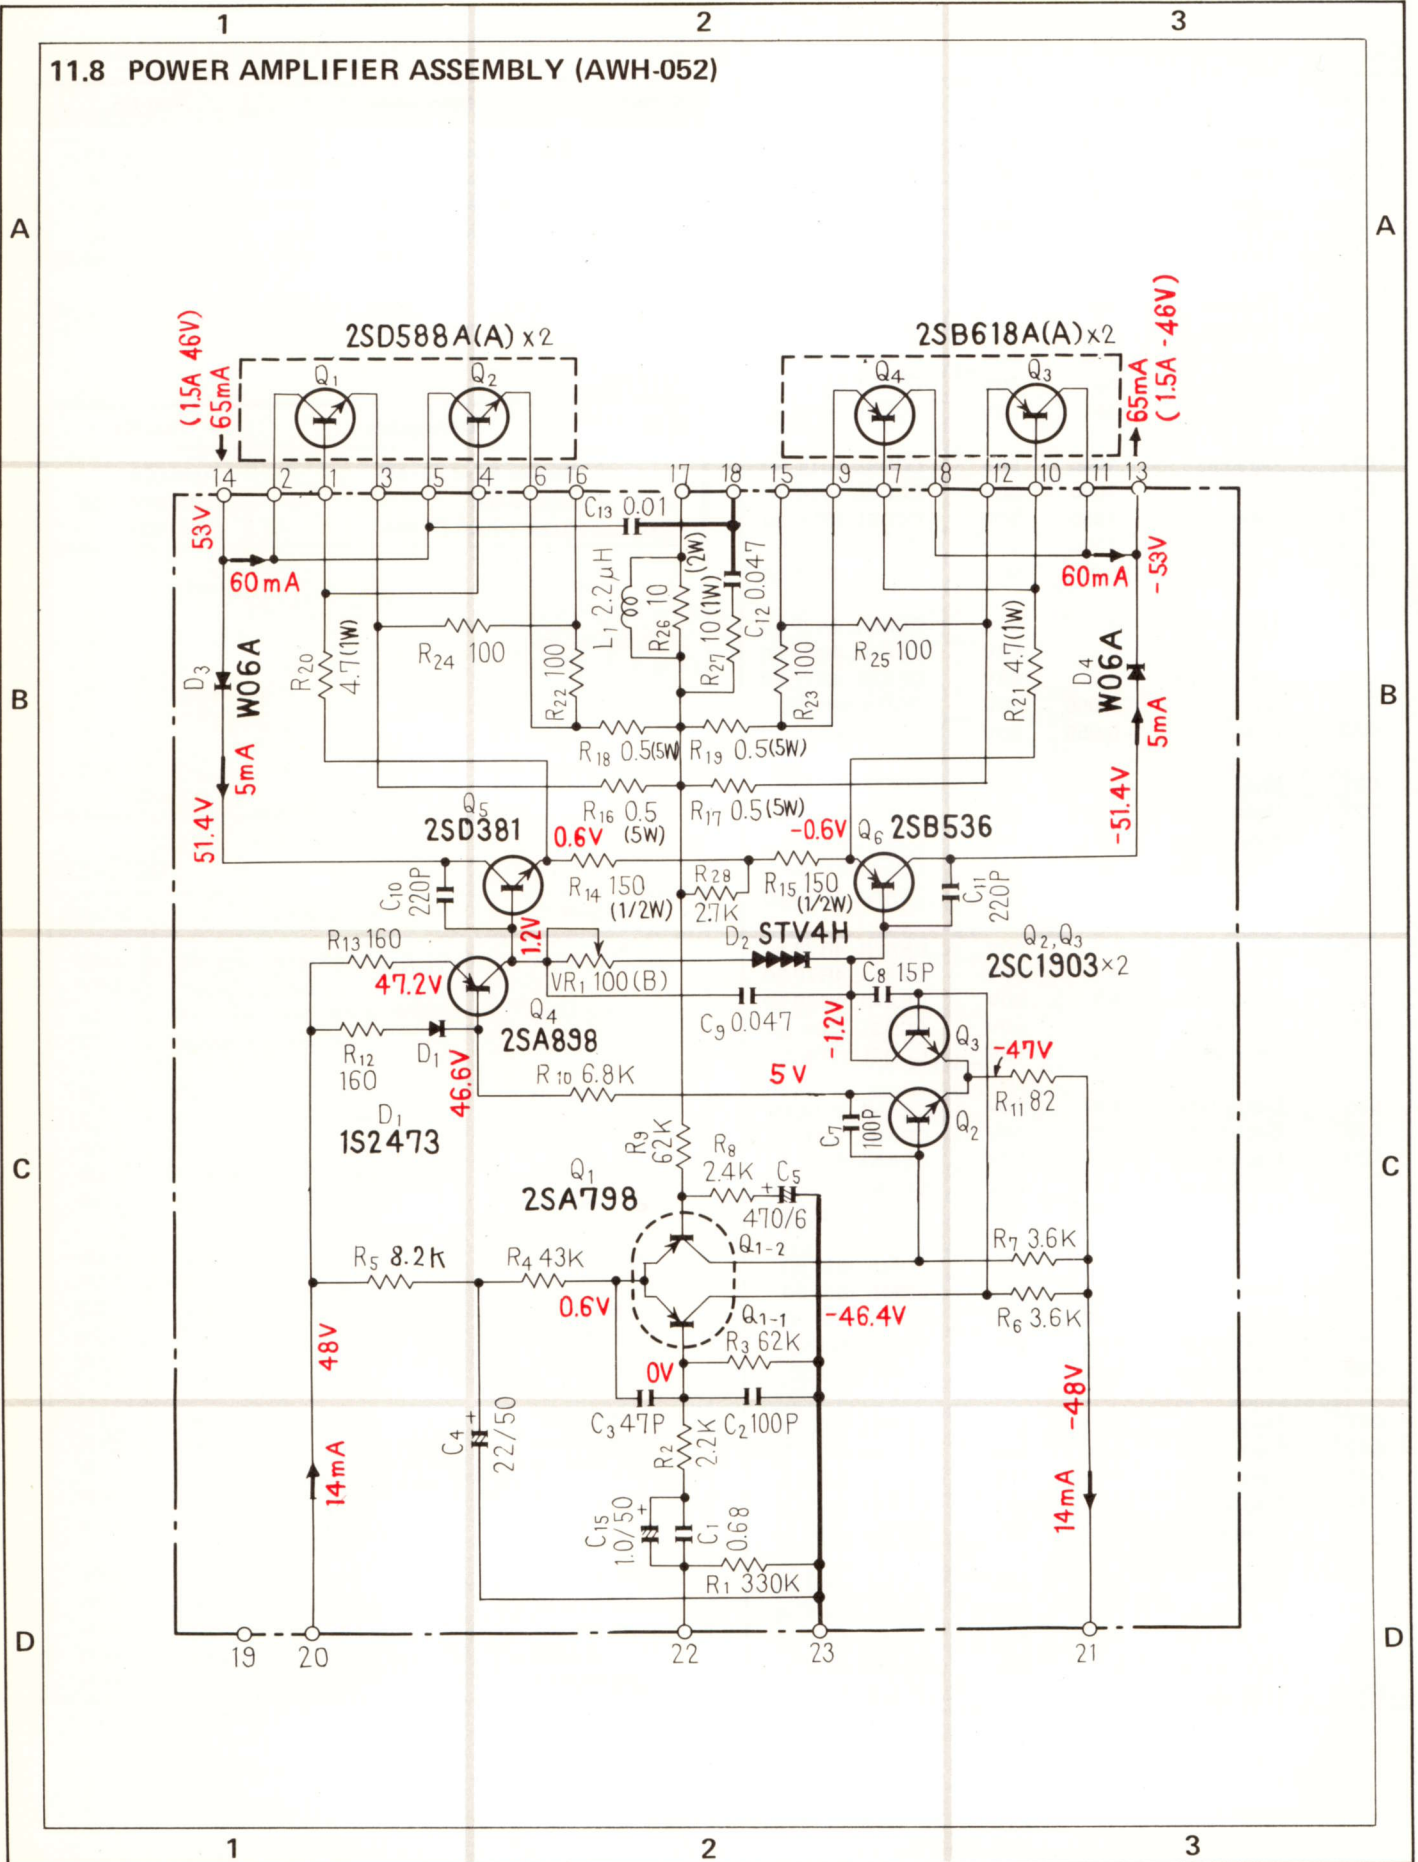 1 2 3
11.8 POWER AMPLIFIER ASSEMBLY (AWH-052)
A A
(1.5A 46V)
65mA
2SD588A(A) x2
Q1 Q2
2SB618A(A) x2
Q4 Q3
65mA
(1.5A -46V)
14 2 1 3 5 4 6 16 17 18 15 9 7 8 12 10 11 13
53V
60mA
C13 0.01
(2W)
C12 0.047
60mA
-53V
L1 2.2μH
R26 10
R27 10(1W)
R24 100
R25 100
B B
D3
W06A
R20
4.7(1W)
R22 100
R23 100
R21 4.7(1W)
D4
W06A
5mA
5mA
R18 0.5(5W)
R19 0.5(5W)
R16 0.5
(5W)
R17 0.5(5W)
51.4V
-51.4V
Q5
2SD381
0.6V
-0.6V
Q6 2SB536
C10
220P
R14 150
(1/2W)
R28
2.7K
R15 150
(1/2W)
C11
220P
R13 160
1.2V
D2 STV4H
Q2,Q3
2SC1903x2
47.2V
VR1 100(B)
C8 15P
Q4
2SA898
C9 0.047
-1.2V
Q3
-47V
R12
160
D1
46.6V
R10 6.8K
5V
R11 82
D1
1S2473
C7
100P
Q2
C C
R9
62K
R8
2.4K
+ C5
470/6
Q1
2SA798
Q1-2
R7 3.6K
R5 8.2K
R4 43K
0.6V
Q1-1
-46.4V
R6 3.6K
R3 62K
48V
0V
-48V
C4
+
22/50
C3 47P
C2 100P
R2
2.2K
14mA
14mA
C15
1.0/50
+
C1
0.68
R1 330K
D D
19 20 22 23 21
1 2 3